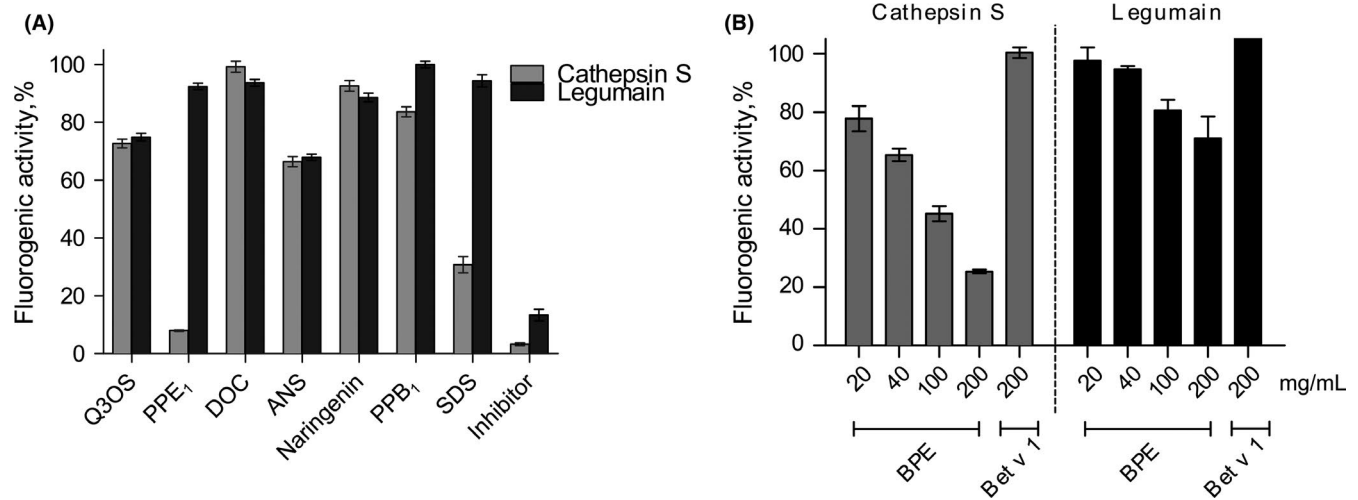 (A)
Fluorogenic activity,%
100
80
60
40
20
0
Cathepsin S
Legumain
Q3OS
PPE₁
DOC
ANS
Naringenin
PPB₁
SDS
Inhibitor
(B)
Cathepsin S
Legumain
Fluorogenic activity,%
100
80
60
40
20
0
20 40 100 200 200 20 40 100 200 200 mg/mL
BPE Bet v 1 BPE Bet v 1